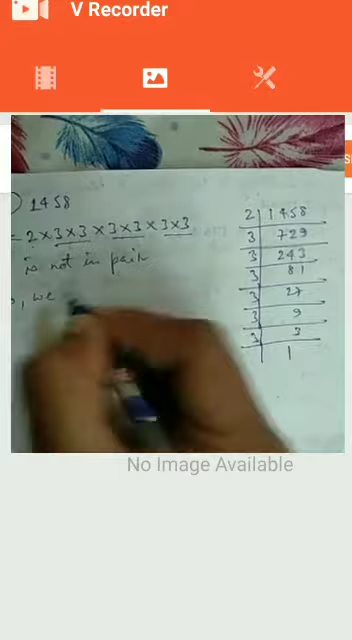 V Recorder
) 1458
= 2 × 3 × 3 × 3 × 3 × 3 × 3
is not in pair
, we
2 | 1458
3 | 729
3 | 243
3 | 81
3 | 27
3 | 9
3 | 3
| 1
No Image Available